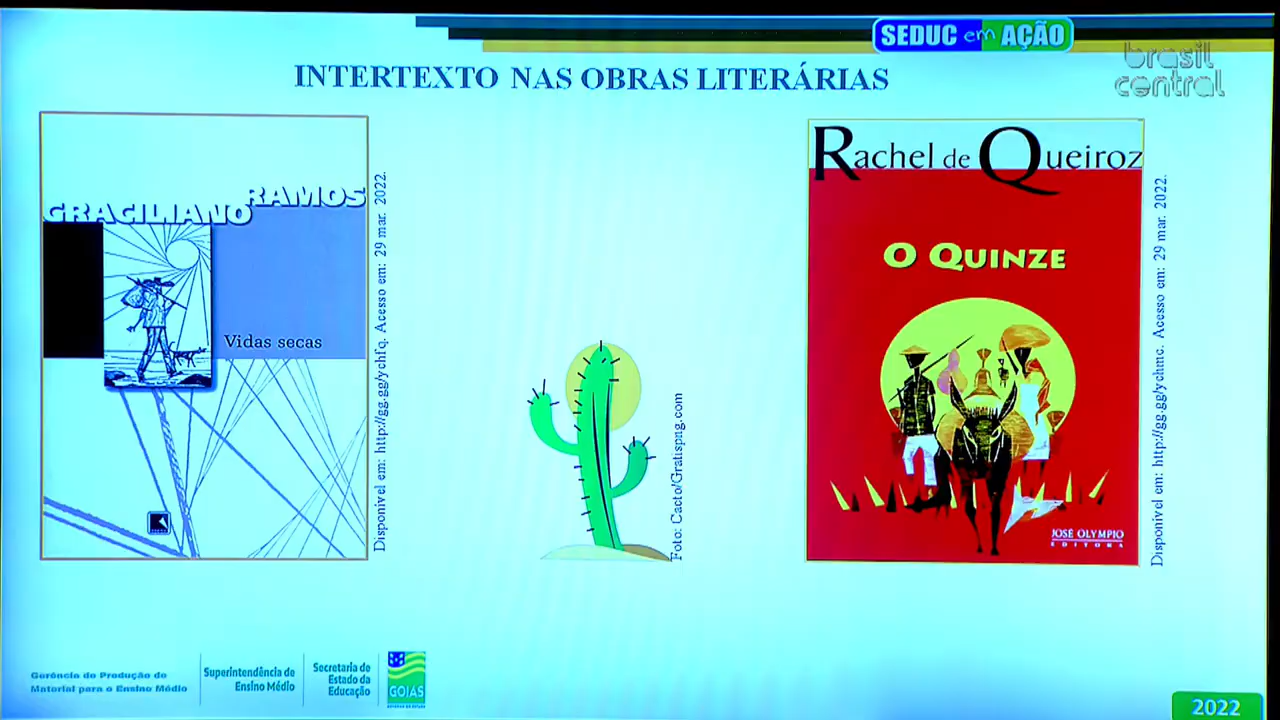 SEDUC em AÇÃO
brasil
central
INTERTEXTO NAS OBRAS LITERÁRIAS
GRACILIANO
RAMOS
Vidas secas
Disponível em: http://gg.gg/ychfq. Acesso em: 29 mar. 2022.
Foto: Cacto/Gratispng.com
Rachel de Queiroz
O QUINZE
JOSÉ OLYMPIO
EDITORA
Disponível em: http://gg.gg/ychmc. Acesso em: 29 mar. 2022.
Gerência de Produção de
Material para o Ensino Médio
Superintendência de
Ensino Médio
Secretaria de
Estado da
Educação
GOIÁS
2022